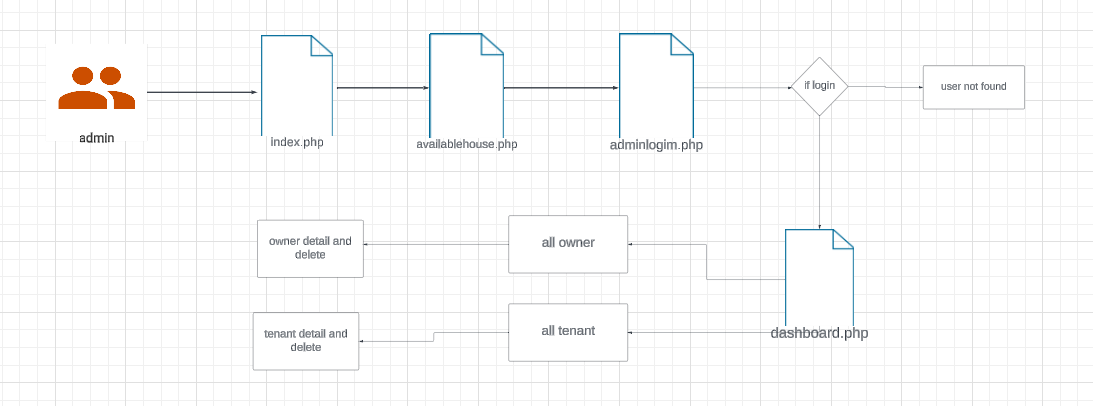 admin
index.php
availablehouse.php
adminlogim.php
if login
user not found
owner detail and
delete
all owner
dashboard.php
tenant detail and
delete
all tenant